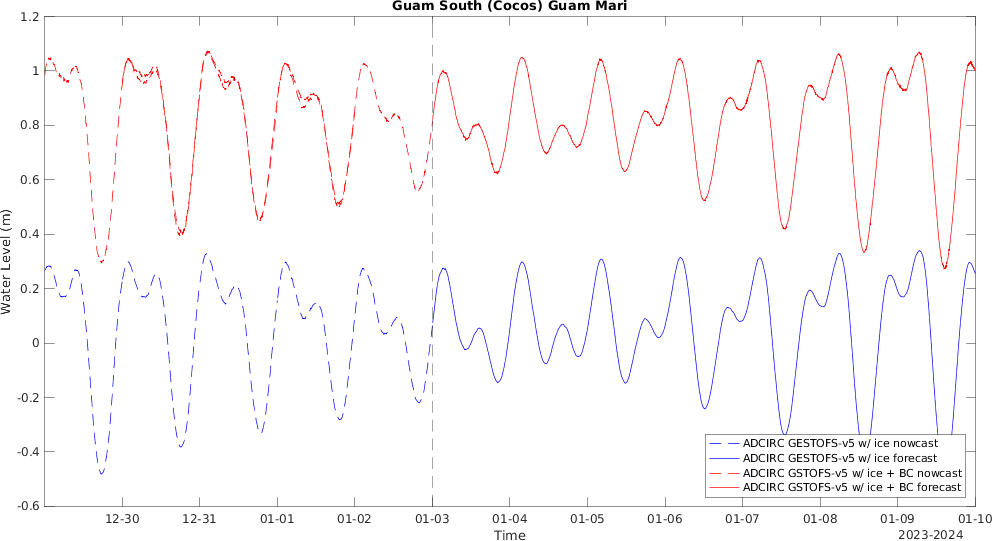 Guam South (Cocos) Guam Mari
1.2
1
0.8
0.6
0.4
0.2
0
-0.2
-0.4
-0.6
Water Level (m)
ADCIRC GESTOFS-v5 w/ ice nowcast
ADCIRC GESTOFS-v5 w/ ice forecast
ADCIRC GSTOFS-v5 w/ ice + BC nowcast
ADCIRC GSTOFS-v5 w/ ice + BC forecast
12-30 12-31 01-01 01-02 01-03 01-04 01-05 01-06 01-07 01-08 01-09 01-10
Time
2023-2024